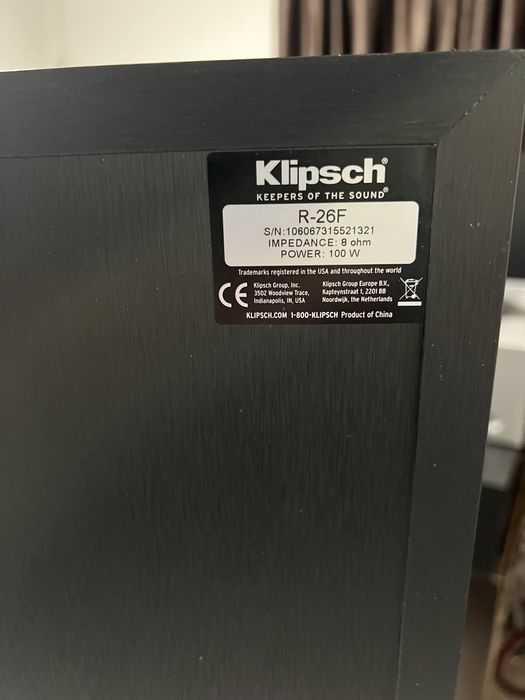 Klipsch®
KEEPERS OF THE SOUND®
R-26F
S/N:106067315521321
IMPEDANCE: 8 ohm
POWER: 100 W
Trademarks registered in the USA and throughout the world
CE
Klipsch Group, Inc.
3502 Woodview Trace,
Indianapolis, IN, USA
Klipsch Group Europe B.V.,
Kapteynstraat 1, 2201 BB
Noordwijk, the Netherlands
KLIPSCH.COM 1-800-KLIPSCH Product of China